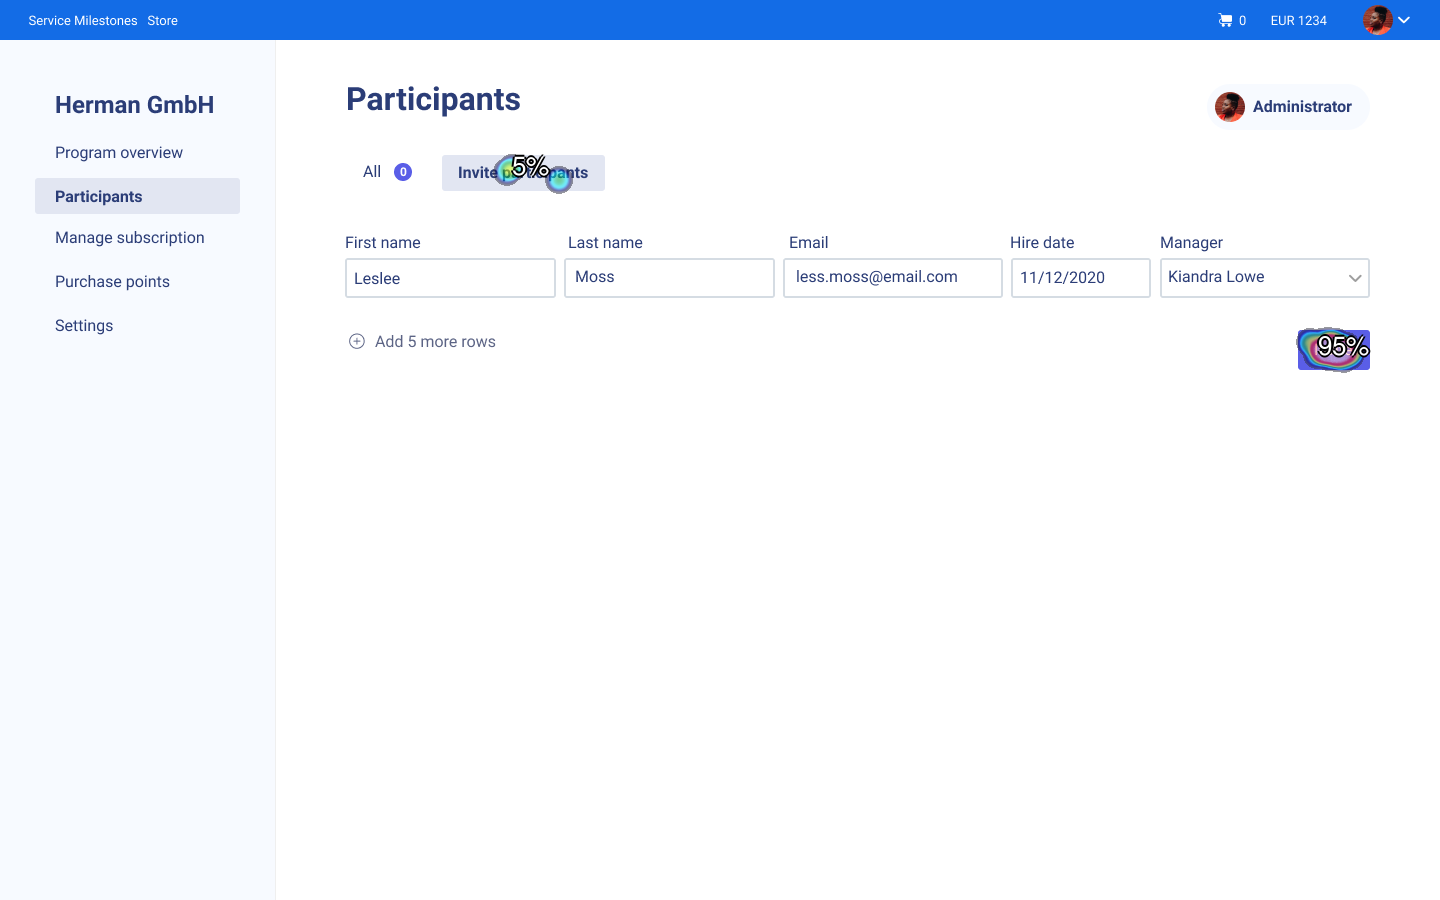 Service Milestones Store
0
EUR 1234
Herman GmbH
Program overview
Participants
Manage subscription
Purchase points
Settings
Participants
Administrator
All 0
Invite participants
5%
First name
Last name
Email
Hire date
Manager
Leslee
Moss
less.moss@email.com
11/12/2020
Kiandra Lowe
Add 5 more rows
95%